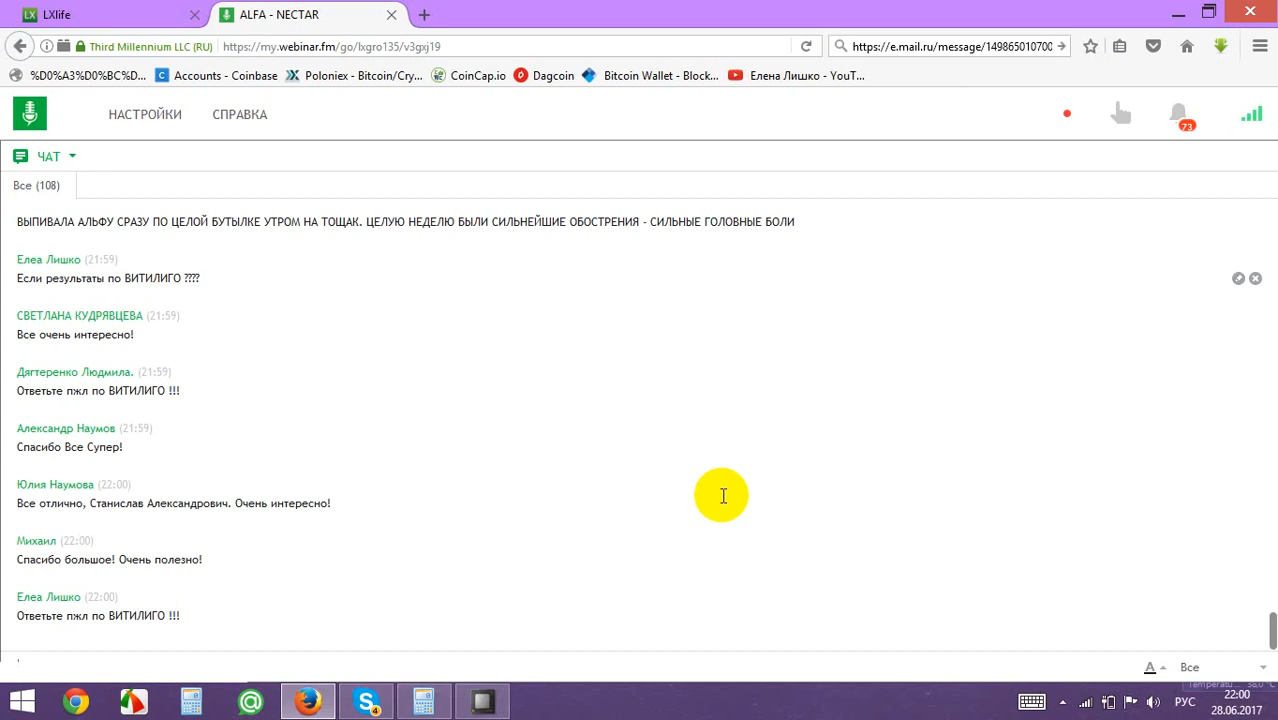 LXlife
ALFA - NECTAR
Third Millennium LLC (RU)
https://my.webinar.fm/go/lxgro135/v3gxj19
https://e.mail.ru/message/149865010700
%D0%A3%D0%BC%D...
Accounts - Coinbase
Poloniex - Bitcoin/Cry...
CoinCap.io
Dagcoin
Bitcoin Wallet - Block...
Елена Лишко - YouT...
НАСТРОЙКИ
СПРАВКА
73
ЧАТ
Все (108)
ВЫПИВАЛА АЛЬФУ СРАЗУ ПО ЦЕЛОЙ БУТЫЛКЕ УТРОМ НА ТОЩАК. ЦЕЛУЮ НЕДЕЛЮ БЫЛИ СИЛЬНЕЙШИЕ ОБОСТРЕНИЯ - СИЛЬНЫЕ ГОЛОВНЫЕ БОЛИ
Елеа Лишко (21:59)
Если результаты по ВИТИЛИГО ????
СВЕТЛАНА КУДРЯВЦЕВА (21:59)
Все очень интересно!
Дягтеренко Людмила. (21:59)
Ответьте пжл по ВИТИЛИГО !!!
Александр Наумов (21:59)
Спасибо Все Супер!
Юлия Наумова (22:00)
Все отлично, Станислав Александрович. Очень интересно!
Михаил (22:00)
Спасибо большое! Очень полезно!
Елеа Лишко (22:00)
Ответьте пжл по ВИТИЛИГО !!!
A
Все
4
РУС
22:00
28.06.2017